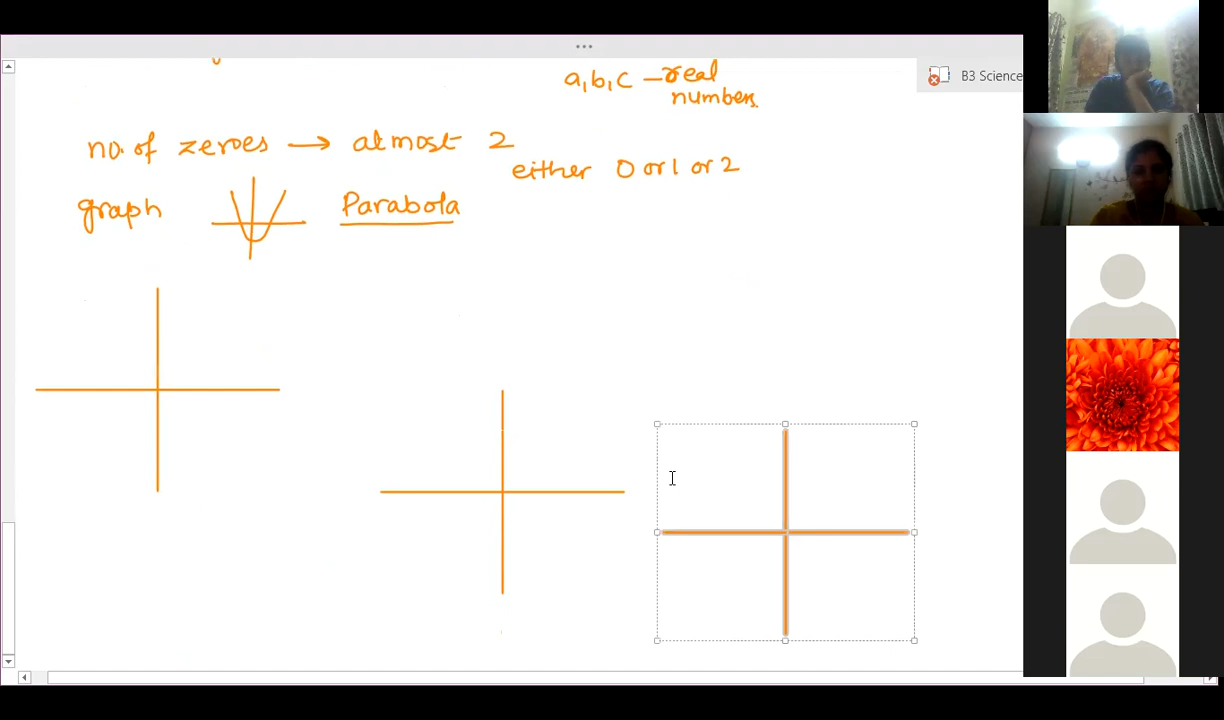 B3 Science
a,b,c – real
numbers.
no. of zeroes → atmost 2
either 0 or 1 or 2
graph Parabola